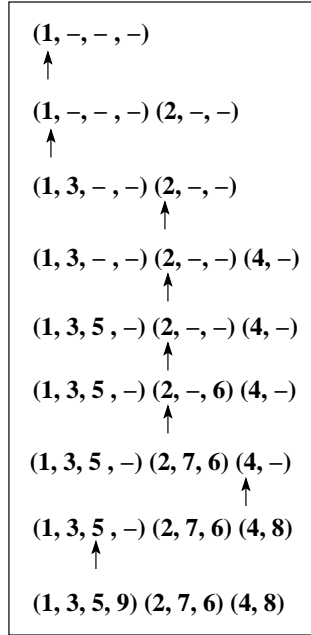 (1, –, – , –)
(1, –, – , –) (2, –, –)
(1, 3, – , –) (2, –, –)
(1, 3, – , –) (2, –, –) (4, –)
(1, 3, 5 , –) (2, –, –) (4, –)
(1, 3, 5 , –) (2, –, 6) (4, –)
(1, 3, 5 , –) (2, 7, 6) (4, –)
(1, 3, 5 , –) (2, 7, 6) (4, 8)
(1, 3, 5, 9) (2, 7, 6) (4, 8)